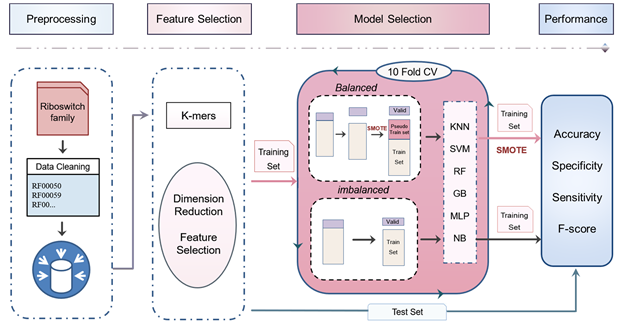 Preprocessing
Feature Selection
Model Selection
Performance
Riboswitch
family
Data Cleaning
RF00050
RF00059
RF00...
K-mers
Dimension
Reduction
Feature
Selection
Training
Set
10 Fold CV
Balanced
SMOTE
Valid
Pseudo
Train set
Train
Set
imbalanced
Valid
Train
Set
KNN
SVM
RF
GB
MLP
NB
Training
Set
SMOTE
Training
Set
Test Set
Accuracy
Specificity
Sensitivity
F-score